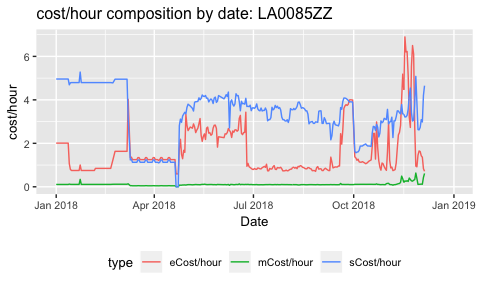 cost/hour composition by date: LA0085ZZ
cost/hour
6
4
2
0
Jan 2018 Apr 2018 Jul 2018 Oct 2018 Jan 2019
Date
type eCost/hour mCost/hour sCost/hour